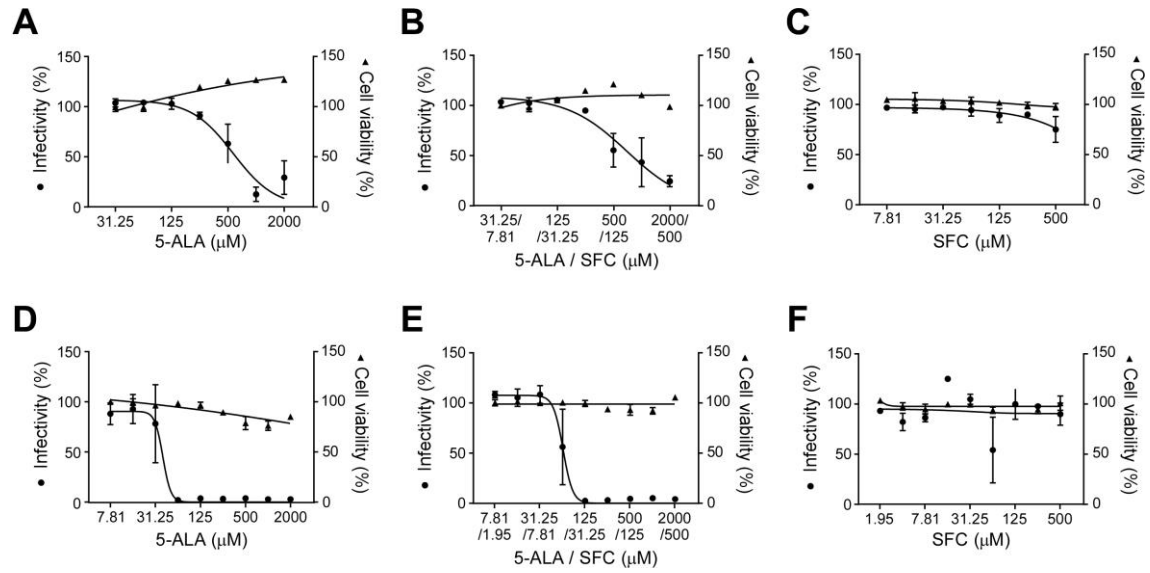 A
150
100
50
0
● Infectivity (%)
150
100
50
0
▲ Cell viability (%)
31.25 125 500 2000
5-ALA (μM)
B
150
100
50
0
● Infectivity (%)
150
100
50
0
▲ Cell viability (%)
31.25/ 125 500 2000/
7.81 /31.25 /125 500
5-ALA / SFC (μM)
C
150
100
50
0
● Infectivity (%)
150
100
50
0
▲ Cell viability (%)
7.81 31.25 125 500
SFC (μM)
D
150
100
50
0
● Infectivity (%)
150
100
50
0
▲ Cell viability (%)
7.81 31.25 125 500 2000
5-ALA (μM)
E
150
100
50
0
● Infectivity (%)
150
100
50
0
▲ Cell viability (%)
7.81 31.25 125 500 2000
/1.95 /7.81 /31.25 /125 /500
5-ALA / SFC (μM)
F
150
100
50
0
● Infectivity (%)
150
100
50
0
▲ Cell viability (%)
1.95 7.81 31.25 125 500
SFC (μM)